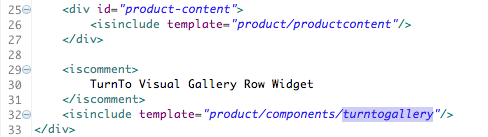 25 <div id="product-content">
26 <isinclude template="product/productcontent"/>
27 </div>
28
29 <iscomment>
30 TurnTo Visual Gallery Row Widget
31 </iscomment>
32 <isinclude template="product/components/turntogallery"/>
33 </div>